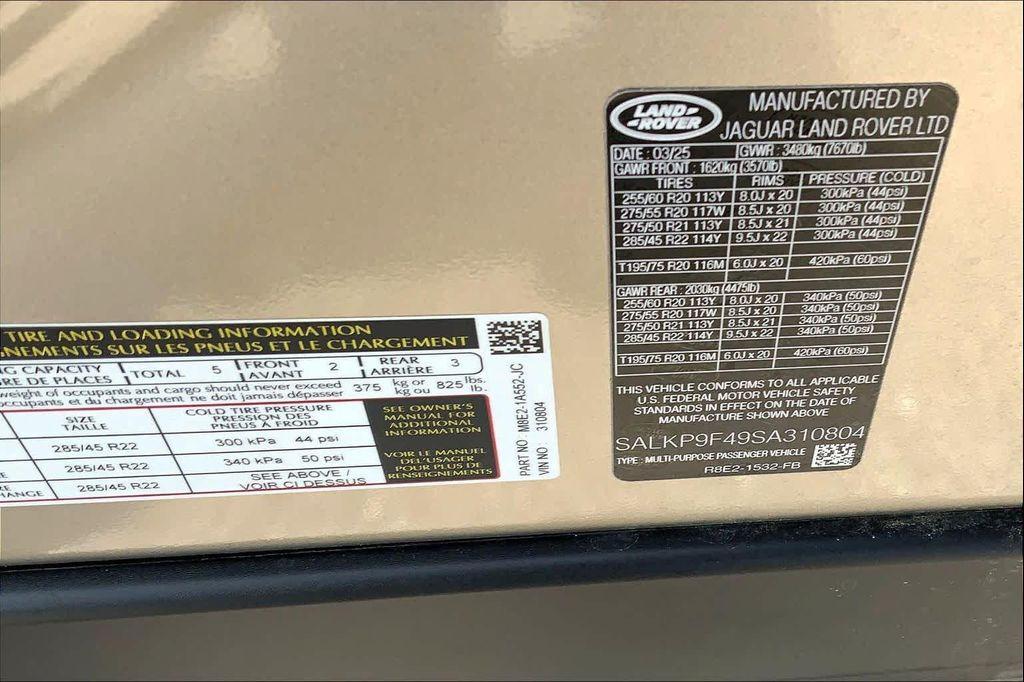 LAND-
-ROVER
MANUFACTURED BY
JAGUAR LAND ROVER LTD
DATE : 03/25 GVWR : 3480kg (7670lb)
GAWR FRONT : 1620kg (3570lb)
TIRES RIMS PRESSURE (COLD)
255/60 R20 113Y 8.0J x 20 300kPa (44psi)
275/55 R20 117W 8.5J x 20 300kPa (44psi)
275/50 R21 113Y 8.5J x 21 300kPa (44psi)
285/45 R22 114Y 9.5J x 22 300kPa (44psi)
T195/75 R20 116M 6.0J x 20 420kPa (60psi)
GAWR REAR : 2030kg (4475lb)
255/60 R20 113Y 8.0J x 20 340kPa (50psi)
275/55 R20 117W 8.5J x 20 340kPa (50psi)
275/50 R21 113Y 8.5J x 21 340kPa (50psi)
285/45 R22 114Y 9.5J x 22 340kPa (50psi)
T195/75 R20 116M 6.0J x 20 420kPa (60psi)
THIS VEHICLE CONFORMS TO ALL APPLICABLE
U.S. FEDERAL MOTOR VEHICLE SAFETY
STANDARDS IN EFFECT ON THE DATE OF
MANUFACTURE SHOWN ABOVE
SALKP9F49SA310804
TYPE : MULTI-PURPOSE PASSENGER VEHICLE
R8E2-1532-FB
TIRE AND LOADING INFORMATION
GNEMENTS SUR LES PNEUS ET LE CHARGEMENT
NG CAPACITY TOTAL 5 FRONT 2 REAR 3
RE DE PLACES AVANT ARRIÈRE
weight of occupants and cargo should never exceed 375 kg or 825 lbs.
occupants et du chargement ne doit jamais dépasser kg ou lb.
SIZE COLD TIRE PRESSURE
TAILLE PRESSION DES
PNEUS À FROID
285/45 R22 300 kPa 44 psi
285/45 R22 340 kPa 50 psi
RE
HANGE 285/45 R22 SEE ABOVE /
VOIR CI DESSUS
SEE OWNER'S
MANUAL FOR
ADDITIONAL
INFORMATION
VOIR LE MANUEL
DEL'USAGER
POUR PLUS DE
RENSEIGNEMENTS
PART NO : M8E2-1A552-JC
VIN NO : 310804